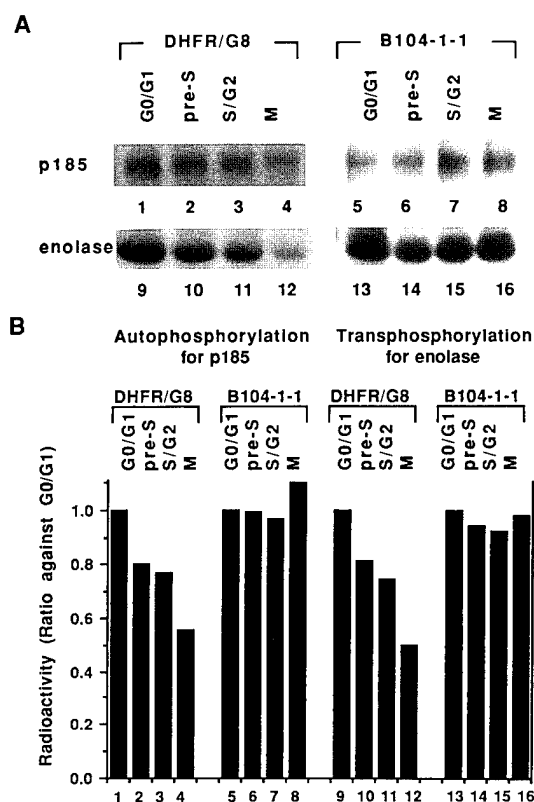 A
DHFR/G8
B104-1-1
G0/G1
pre-S
S/G2
M
G0/G1
pre-S
S/G2
M
p185
1 2 3 4 5 6 7 8
enolase
9 10 11 12 13 14 15 16
B
Autophosphorylation
for p185
Transphosphorylation
for enolase
DHFR/G8
B104-1-1
DHFR/G8
B104-1-1
G0/G1
pre-S
S/G2
M
G0/G1
pre-S
S/G2
M
G0/G1
pre-S
S/G2
M
G0/G1
pre-S
S/G2
M
Radioactivity (Ratio against G0/G1)
1.0
0.8
0.6
0.4
0.2
0.0
1 2 3 4 5 6 7 8 9 10 11 12 13 14 15 16